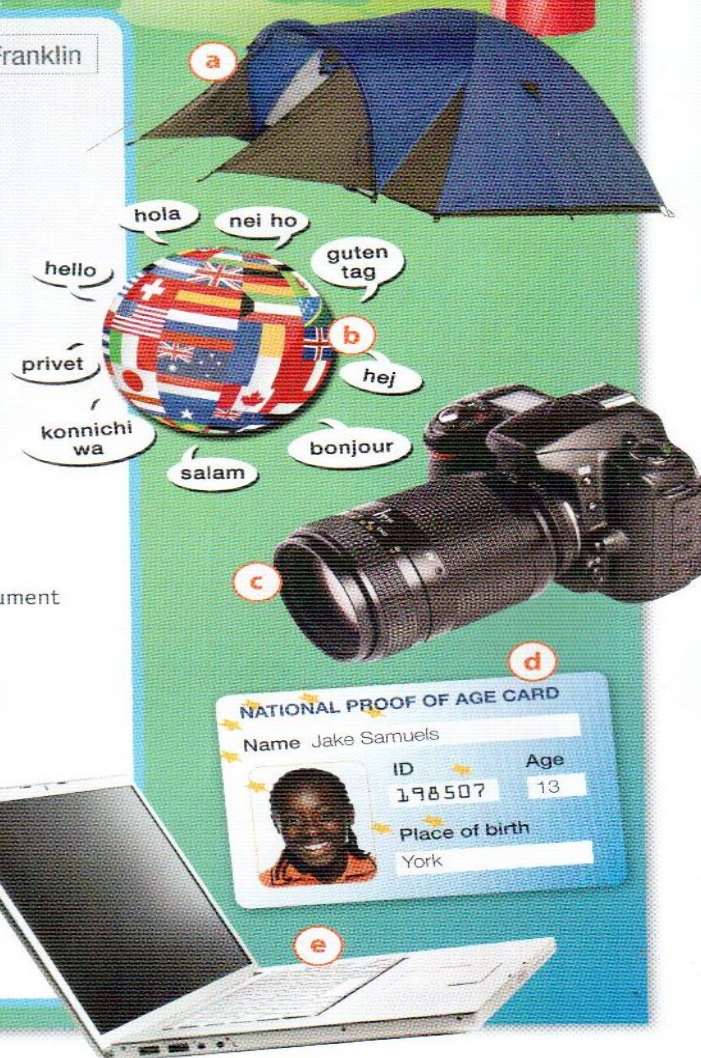 Franklin
a
hola
nei ho
hello
guten
tag
b
privet
hej
konnichi
wa
bonjour
salam
c
ument
d
NATIONAL PROOF OF AGE CARD
Name Jake Samuels
ID
Age
198507
13
Place of birth
York
e